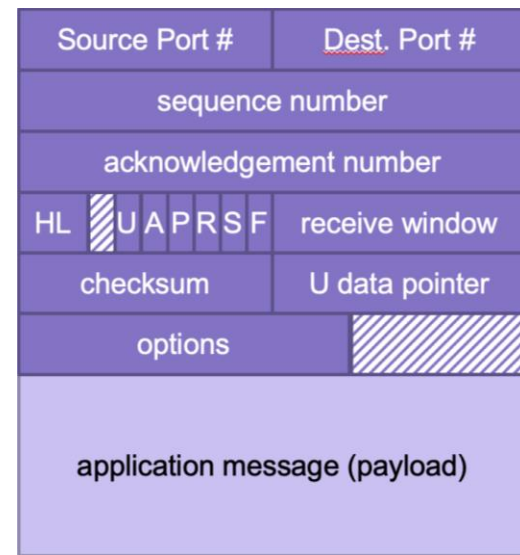 Source Port # Dest. Port #
sequence number
acknowledgement number
HL U A P R S F receive window
checksum U data pointer
options
application message (payload)